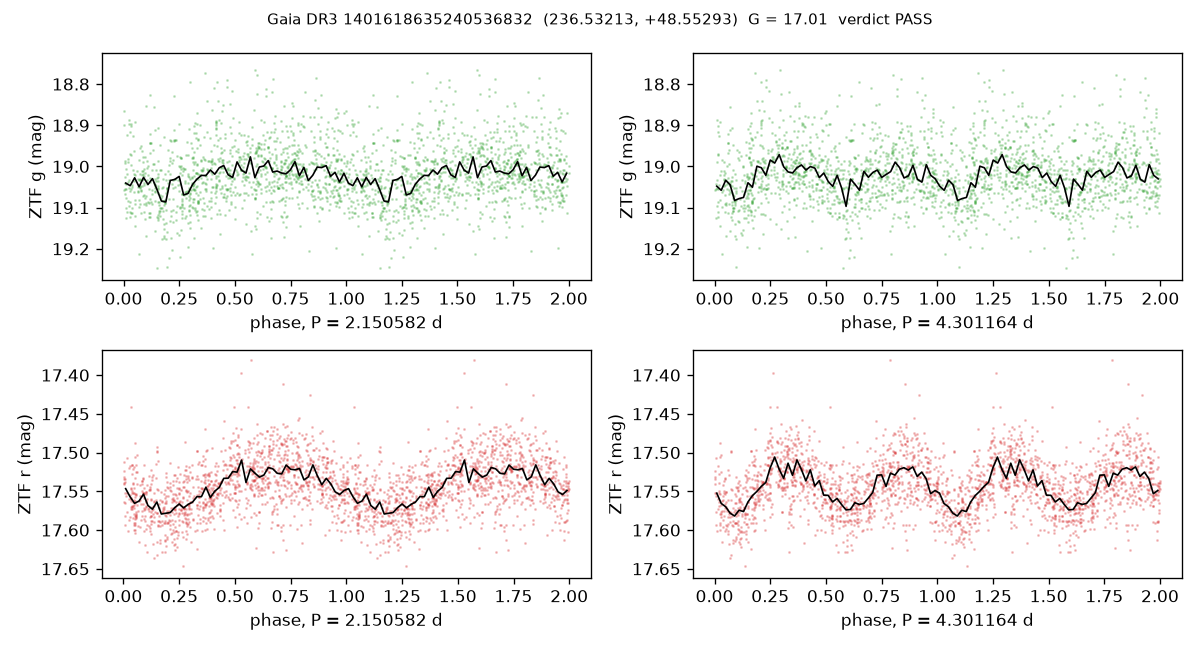 Gaia DR3 1401618635240536832 (236.53213, +48.55293) G = 17.01 verdict PASS
ZTF g (mag)
18.8
18.9
19.0
19.1
19.2
0.00 0.25 0.50 0.75 1.00 1.25 1.50 1.75 2.00
phase, P = 2.150582 d
ZTF g (mag)
18.8
18.9
19.0
19.1
19.2
0.00 0.25 0.50 0.75 1.00 1.25 1.50 1.75 2.00
phase, P = 4.301164 d
ZTF r (mag)
17.40
17.45
17.50
17.55
17.60
17.65
0.00 0.25 0.50 0.75 1.00 1.25 1.50 1.75 2.00
phase, P = 2.150582 d
ZTF r (mag)
17.40
17.45
17.50
17.55
17.60
17.65
0.00 0.25 0.50 0.75 1.00 1.25 1.50 1.75 2.00
phase, P = 4.301164 d